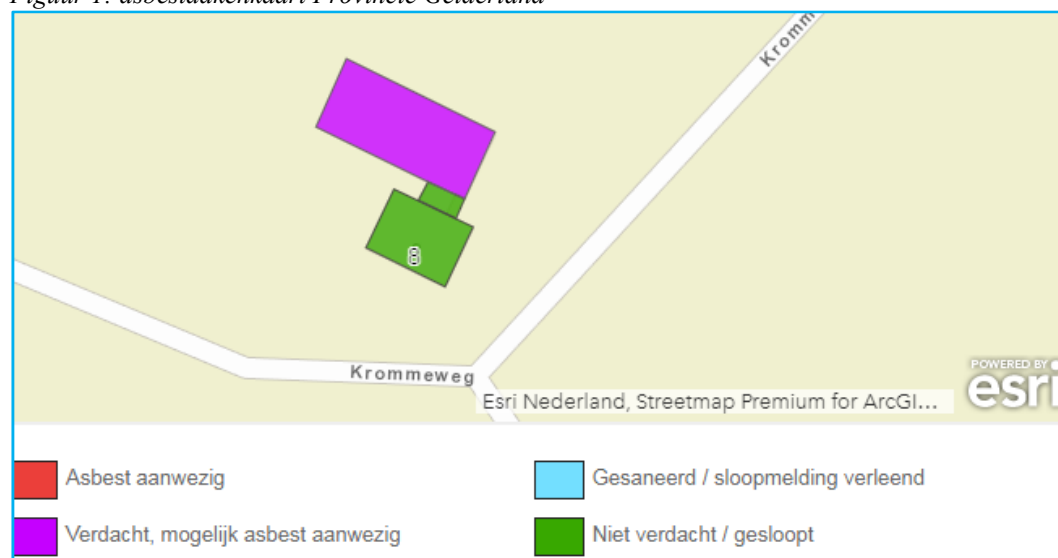 Figuur 1: asbestdakenkaart Provincie Gelderland
Kromm
8
Krommeweg
POWERED BY
esri
Esri Nederland, Streetmap Premium for ArcGI...
Asbest aanwezig
Gesaneerd / sloopmelding verleend
Verdacht, mogelijk asbest aanwezig
Niet verdacht / gesloopt